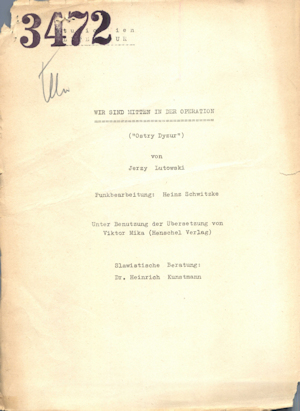 3472
WIR SIND MITTEN IN DER OPERATION
("Ostry Dyzur")
von
Jerzy Lutowski
Funkbearbeitung: Heinz Schwitzke
Unter Benutzung der Übersetzung von
Viktor Mika (Henschel Verlag)
Slawistische Beratung:
Dr. Heinrich Kunstmann